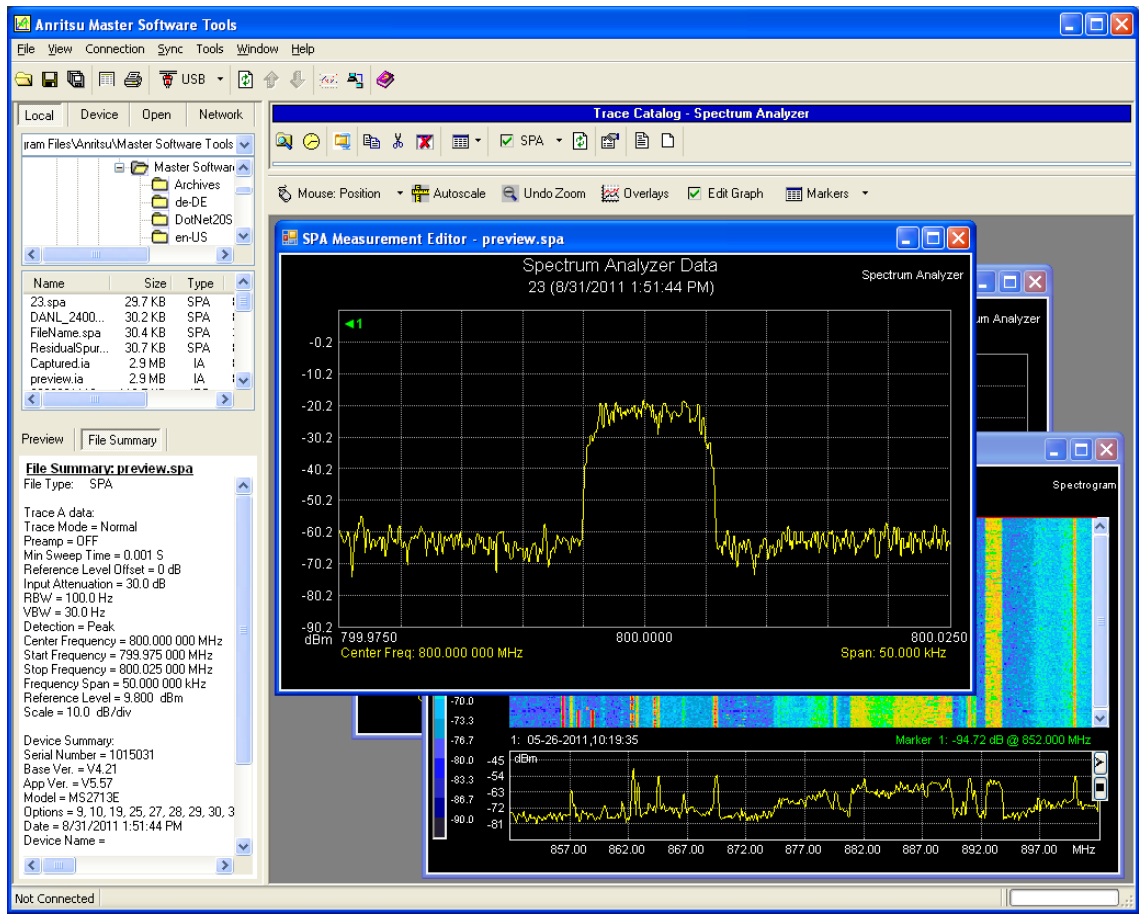 Anritsu Master Software Tools
File View Connection Sync Tools Window Help
USB
Local Device Open Network
Trace Catalog - Spectrum Analyzer
ram Files\Anritsu\Master Software Tools
SPA
Master Softwar
Archives
de-DE
DotNet20S
en-US
Mouse: Position Autoscale Undo Zoom Overlays Edit Graph Markers
SPA Measurement Editor - preview.spa
Spectrum Analyzer Data
23 (8/31/2011 1:51:44 PM)
Spectrum Analyzer
um Analyzer
Name Size Type
23.spa 29.7 KB SPA
DANL_2400... 30.2 KB SPA
FileName.spa 30.4 KB SPA
ResidualSpur... 30.7 KB SPA
Captured.ia 2.9 MB IA
preview.ia 2.9 MB IA
1
-0.2
-10.2
-20.2
-30.2
-40.2
-50.2
-60.2
-70.2
-80.2
-90.2
dBm 799.9750 800.0000 800.0250
Center Freq: 800.000 000 MHz Span: 50.000 kHz
Preview File Summary
File Summary: preview.spa
File Type: SPA
Trace A data:
Trace Mode = Normal
Preamp = OFF
Min Sweep Time = 0.001 S
Reference Level Offset = 0 dB
Input Attenuation = 30.0 dB
RBW = 100.0 Hz
VBW = 30.0 Hz
Detection = Peak
Center Frequency = 800.000 000 MHz
Start Frequency = 799.975 000 MHz
Stop Frequency = 800.025 000 MHz
Frequency Span = 50.000 000 kHz
Reference Level = 9.800 dBm
Scale = 10.0 dB/div
Device Summary:
Serial Number = 1015031
Base Ver. = V4.21
App Ver. = V5.57
Model = MS2713E
Options = 9, 10, 19, 25, 27, 28, 29, 30, 3
Date = 8/31/2011 1:51:44 PM
Device Name =
Spectrogram
-70.0
-73.3
-76.7
-80.0
-83.3
-86.7
-90.0
1: 05-26-2011,10:19:35 Marker 1: -94.72 dB @ 852.000 MHz
dBm
-45
-54
-63
-72
-81
857.00 862.00 867.00 872.00 877.00 882.00 887.00 892.00 897.00 MHz
Not Connected